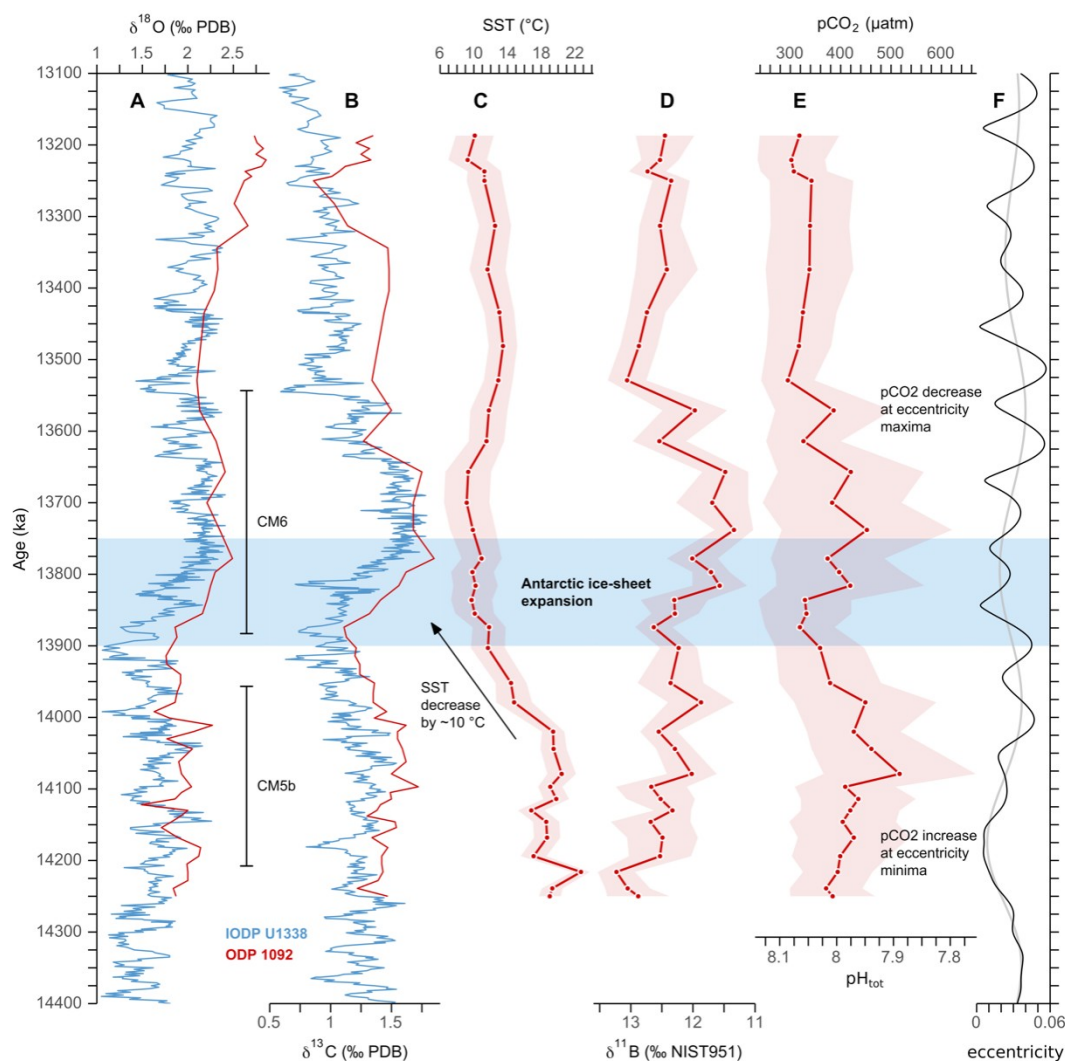 δ18O (‰ PDB)
SST (°C)
pCO2 (µatm)
1 1.5 2 2.5
6 10 14 18 22
300 400 500 600
A
B
C
D
E
F
Age (ka)
13100
13200
13300
13400
13500
13600
13700
13800
13900
14000
14100
14200
14300
14400
pCO2 decrease
at eccentricity
maxima
CM6
Antarctic ice-sheet
expansion
SST
decrease
by ~10 °C
CM5b
pCO2 increase
at eccentricity
minima
IODP U1338
ODP 1092
8.1 8 7.9 7.8
pHtot
0.5 1 1.5
13 12 11
0 0.06
δ13C (‰ PDB)
δ11B (‰ NIST951)
eccentricity